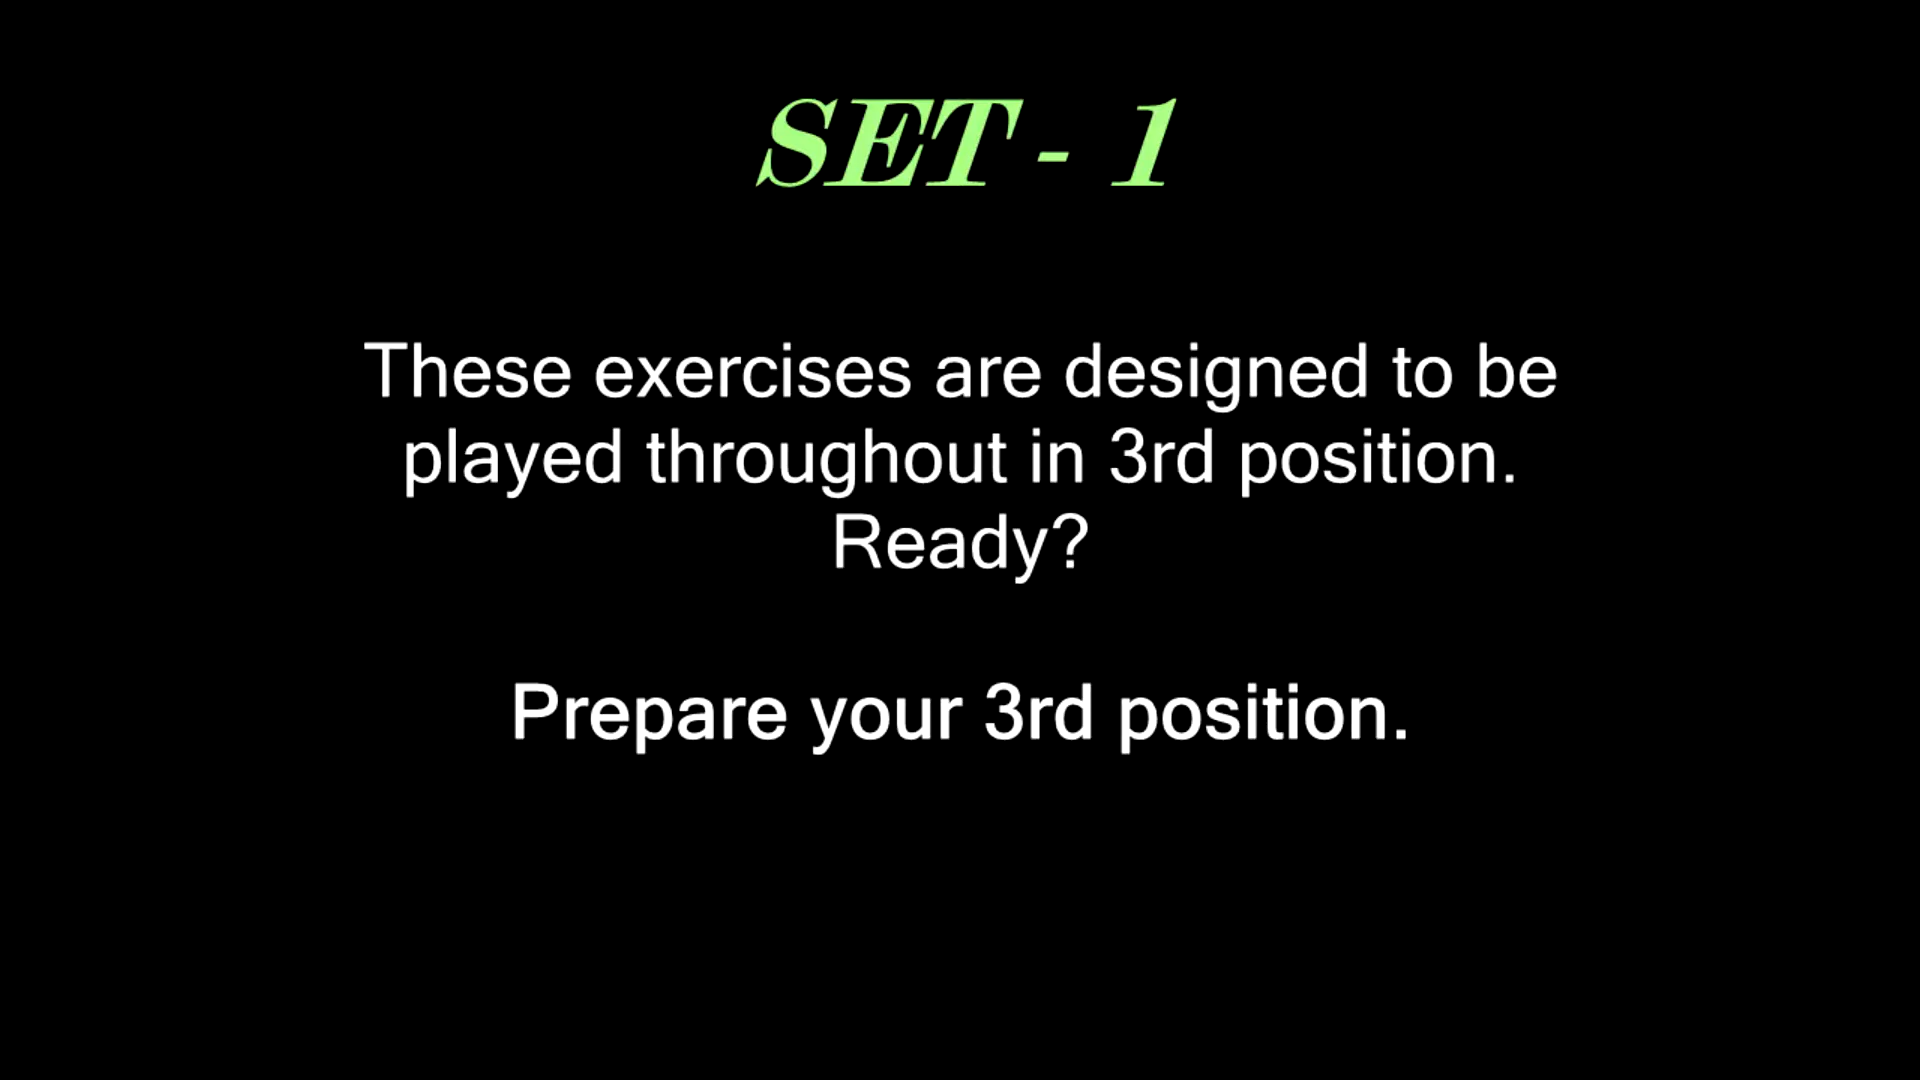 SET - 1
These exercises are designed to be
played throughout in 3rd position.
Ready?
Prepare your 3rd position.